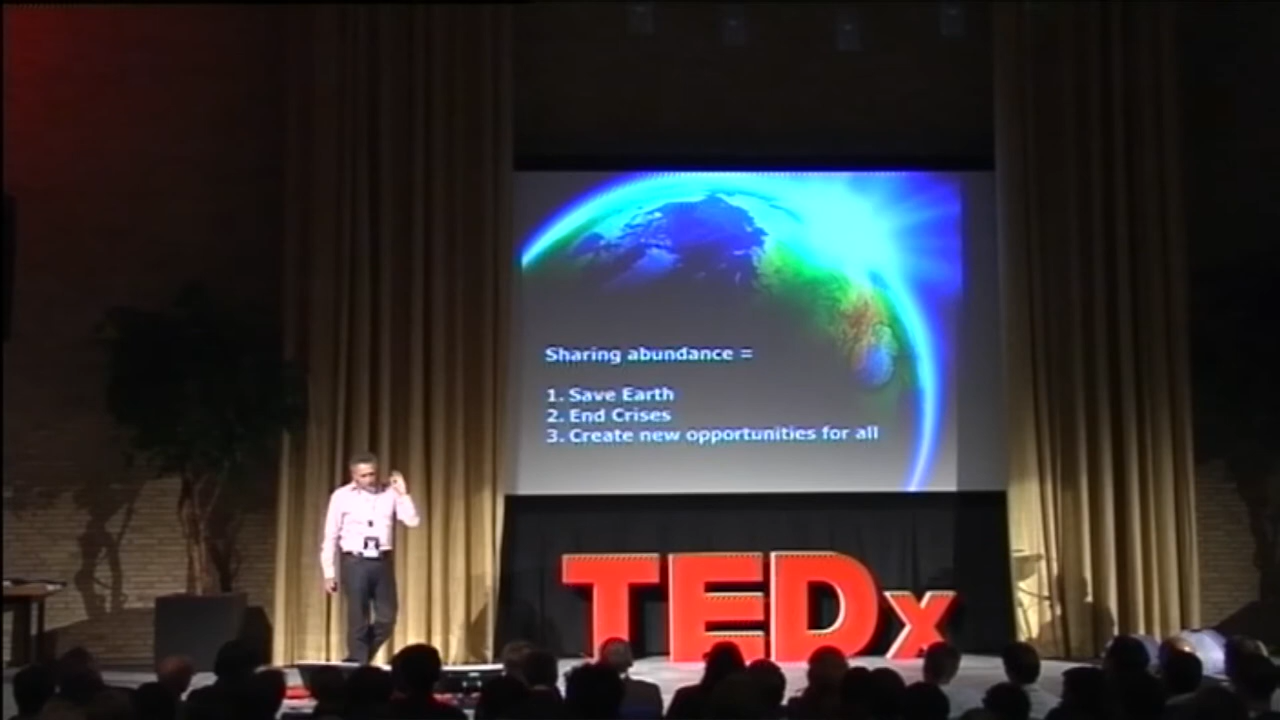 Sharing abundance =
1. Save Earth
2. End Crises
3. Create new opportunities for all
TEDx